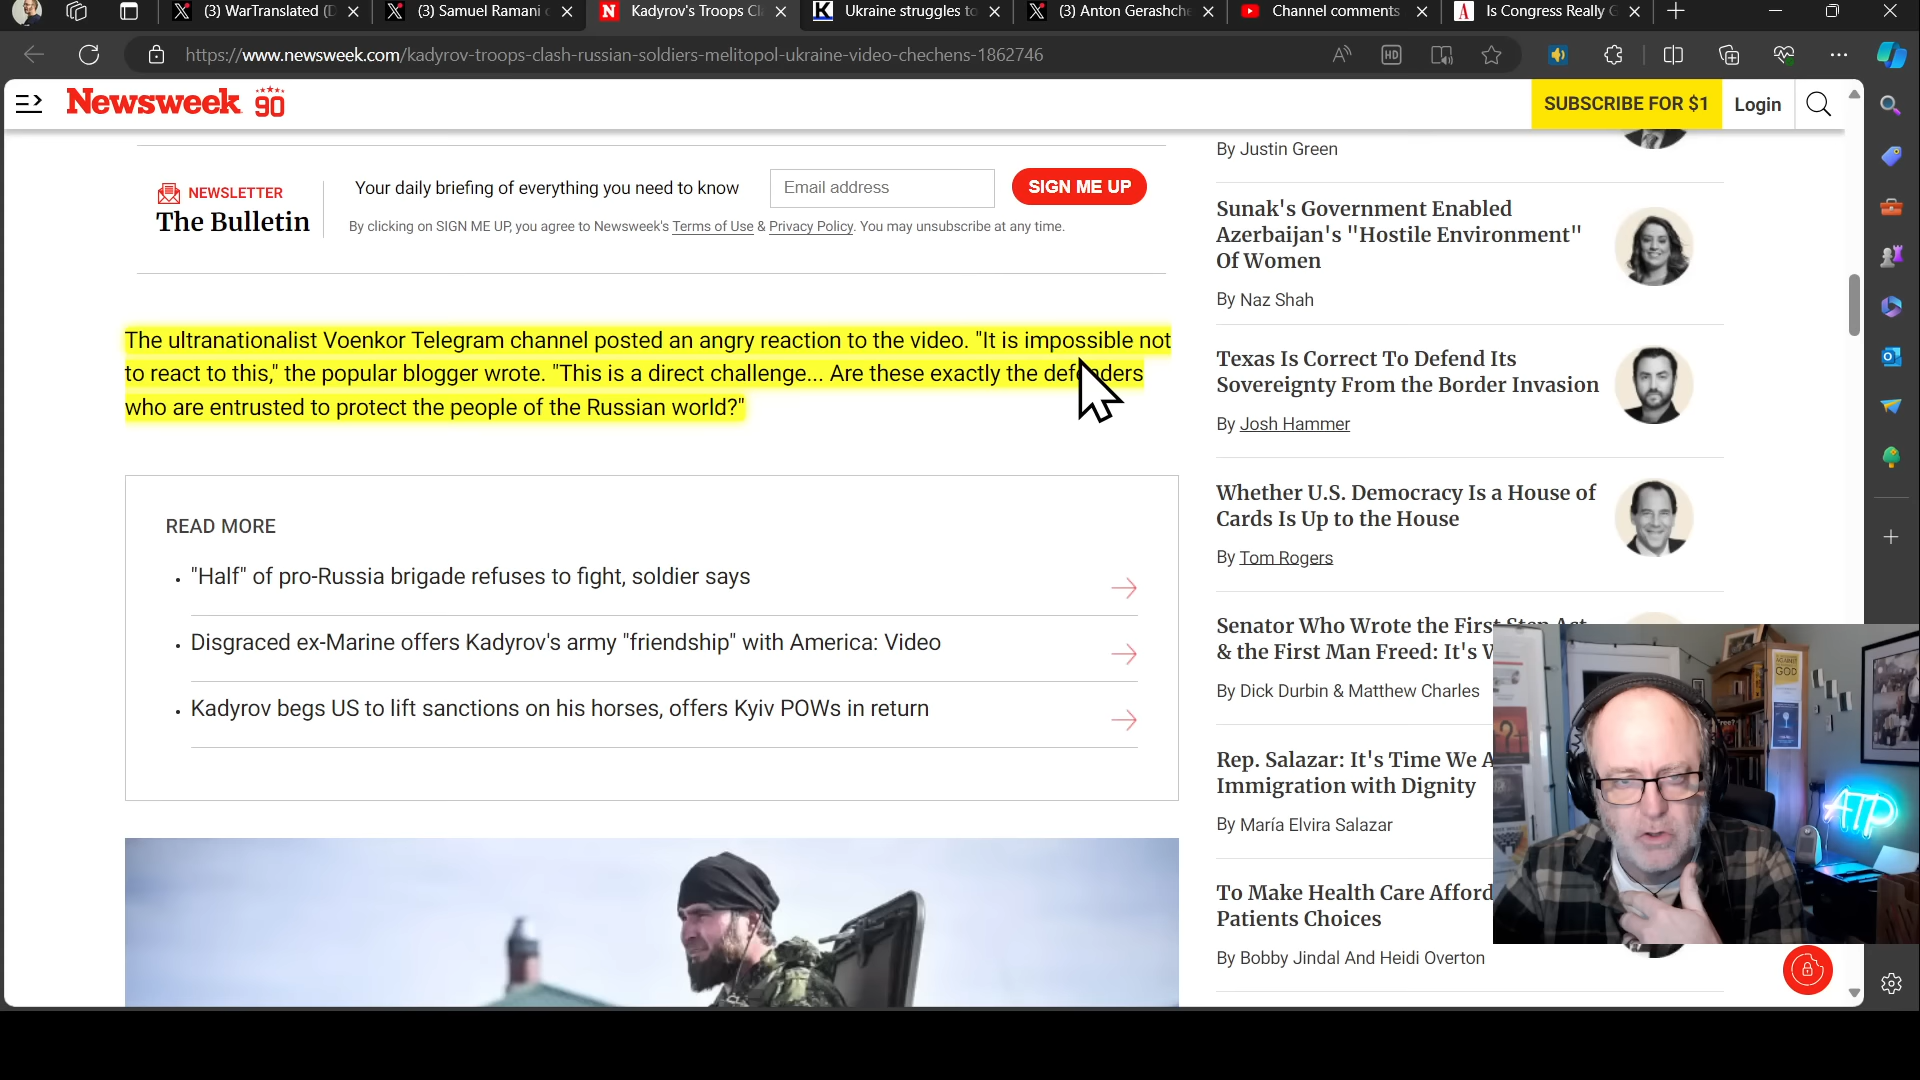 (3) WarTranslated (D
(3) Samuel Ramani
Kadyrov's Troops Cl
Ukraine struggles to
(3) Anton Gerashche
Channel comments
Is Congress Really G
https://www.newsweek.com/kadyrov-troops-clash-russian-soldiers-melitopol-ukraine-video-chechens-1862746
Newsweek 90
SUBSCRIBE FOR $1
Login
NEWSLETTER
The Bulletin
Your daily briefing of everything you need to know
Email address
SIGN ME UP
By clicking on SIGN ME UP, you agree to Newsweek's Terms of Use & Privacy Policy. You may unsubscribe at any time.
The ultranationalist Voenkor Telegram channel posted an angry reaction to the video. "It is impossible not
to react to this," the popular blogger wrote. "This is a direct challenge... Are these exactly the defenders
who are entrusted to protect the people of the Russian world?"
READ MORE
"Half" of pro-Russia brigade refuses to fight, soldier says
Disgraced ex-Marine offers Kadyrov's army "friendship" with America: Video
Kadyrov begs US to lift sanctions on his horses, offers Kyiv POWs in return
By Justin Green
Sunak's Government Enabled
Azerbaijan's "Hostile Environment"
Of Women
By Naz Shah
Texas Is Correct To Defend Its
Sovereignty From the Border Invasion
By Josh Hammer
Whether U.S. Democracy Is a House of
Cards Is Up to the House
By Tom Rogers
Senator Who Wrote the First Step Act
& the First Man Freed: It's
By Dick Durbin & Matthew Charles
Rep. Salazar: It's Time We
Immigration with Dignity
By María Elvira Salazar
To Make Health Care Afford
Patients Choices
By Bobby Jindal And Heidi Overton
GOD
ATP